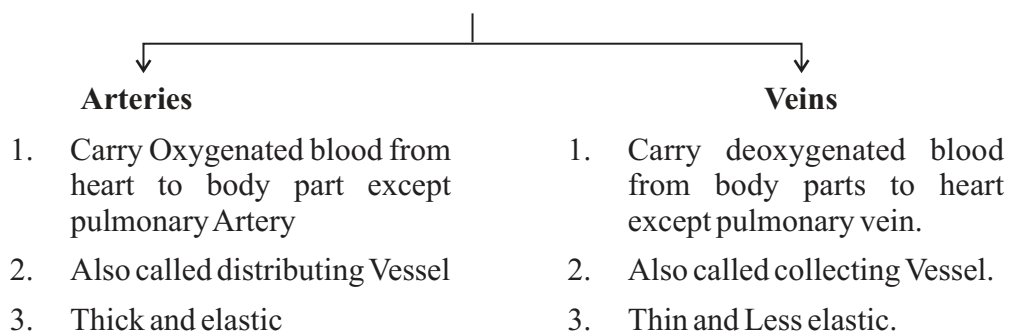 Arteries
1. Carry Oxygenated blood from
heart to body part except
pulmonary Artery
2. Also called distributing Vessel
3. Thick and elastic
Veins
1. Carry deoxygenated blood
from body parts to heart
except pulmonary vein.
2. Also called collecting Vessel.
3. Thin and Less elastic.